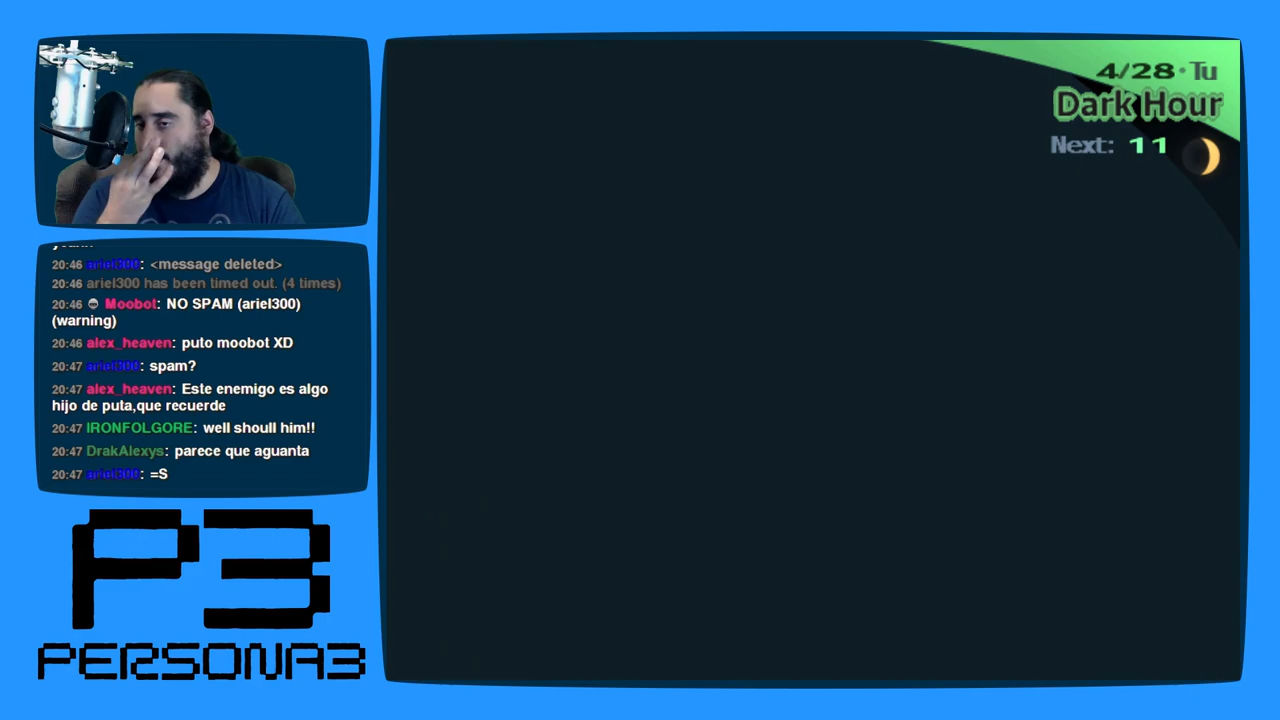 20:46 ariel300: <message deleted>
20:46 ariel300 has been timed out. (4 times)
20:46 Moobot: NO SPAM (ariel300)
(warning)
20:46 alex_heaven: puto moobot XD
20:47 ariel300: spam?
20:47 alex_heaven: Este enemigo es algo
hijo de puta,que recuerde
20:47 IRONFOLGORE: well shoull him!!
20:47 DrakAlexys: parece que aguanta
20:47 ariel300: =S
P3
PERSONA3
4/28·Tu
Dark Hour
Next: 11